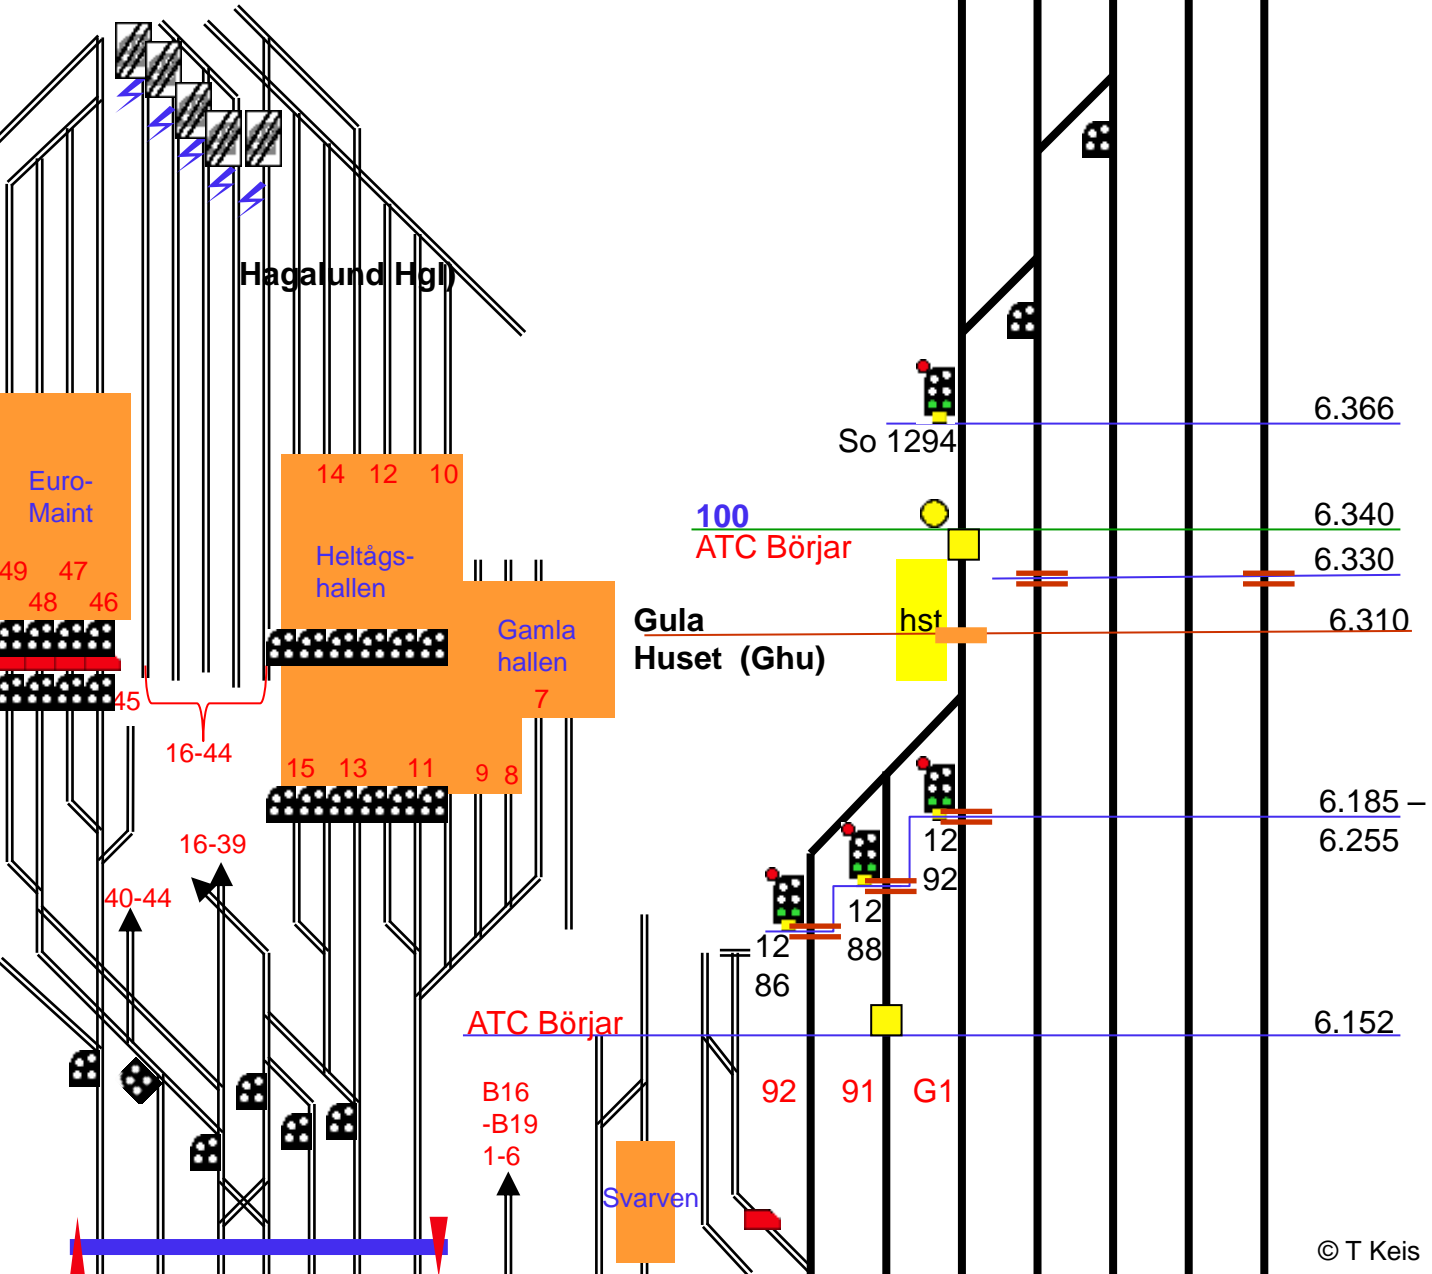 Hagalund Hgl)
6.366
So 1294
Euro-
Maint
14 12 10
100
6.340
ATC Börjar
Heltågs-
hallen
6.330
49 47
48 46
Gula
hst
6.310
Gamla
hallen
Huset (Ghu)
45
7
16-44
15 13 11 9 8
6.185 –
6.255
16-39
12
92
40-44
12
88
12
86
ATC Börjar
6.152
B16
-B19
1-6
92 91 G1
Svarven
© T Keis